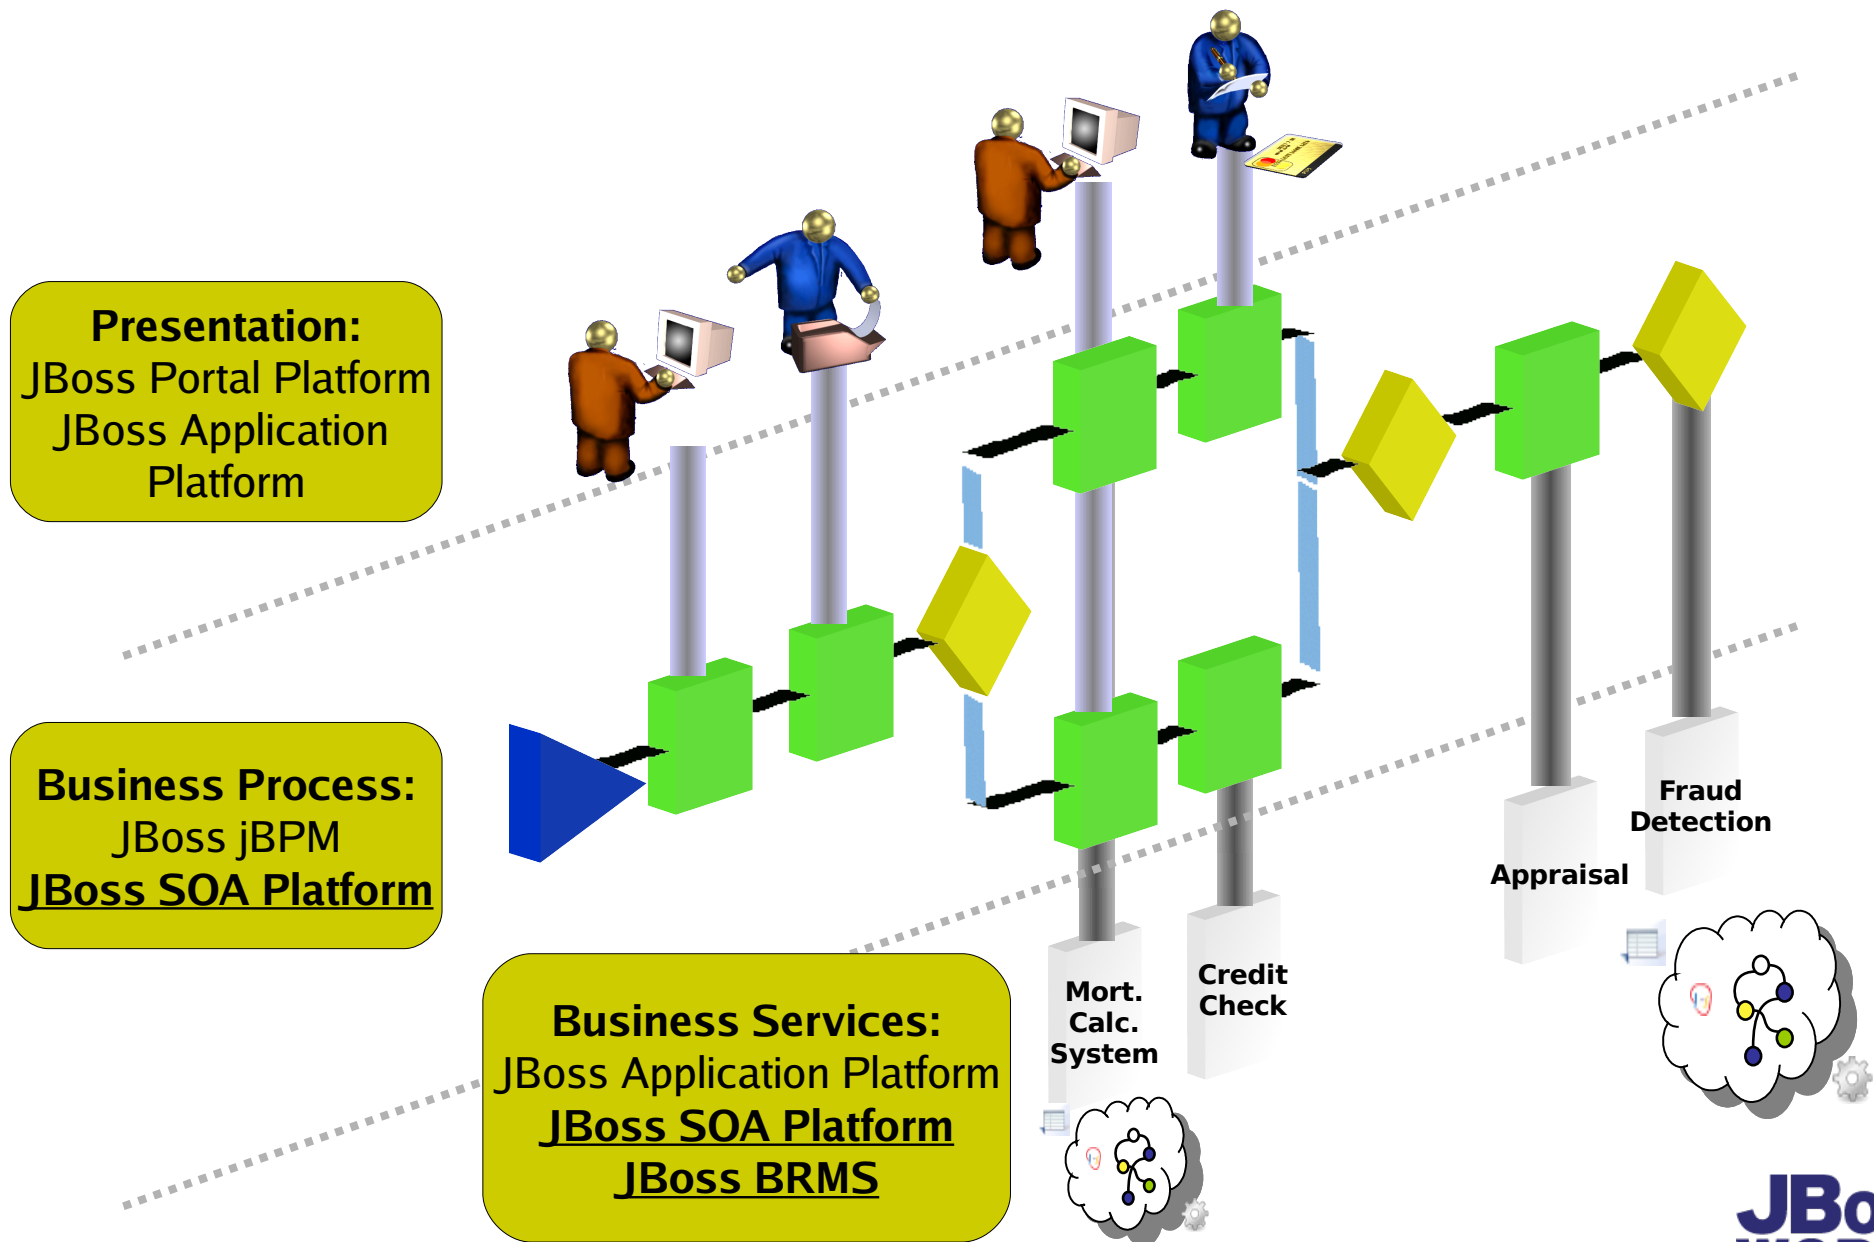 Presentation:
JBoss Portal Platform
JBoss Application
Platform
Business Process:
JBoss jBPM
JBoss SOA Platform
Business Services:
JBoss Application Platform
JBoss SOA Platform
JBoss BRMS
Mort.
Calc.
System
Credit
Check
Appraisal
Fraud
Detection
JBo